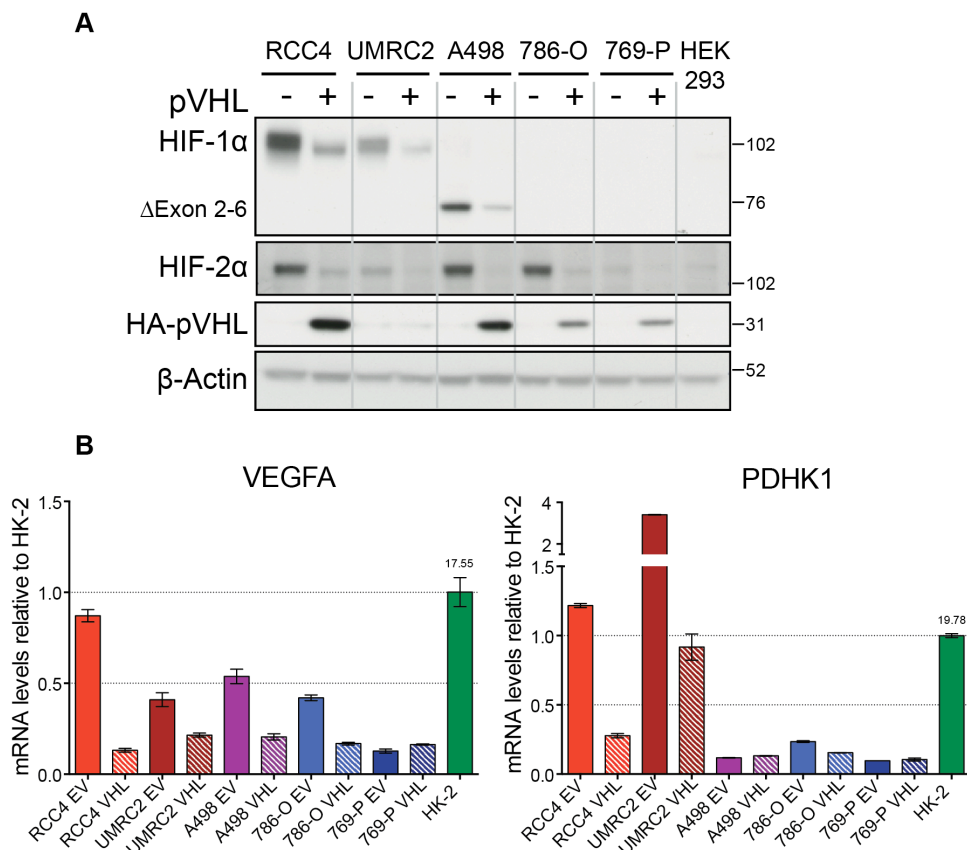 A
RCC4 UMRC2 A498 786-O 769-P HEK
293
pVHL - + - + - + - + - +
HIF-1α
102
ΔExon 2-6
76
HIF-2α
102
HA-pVHL
31
β-Actin
52
B
VEGFA
mRNA levels relative to HK-2
1.5
1.0
0.5
0.0
17.55
RCC4 EV
RCC4 VHL
UMRC2 EV
UMRC2 VHL
A498 EV
A498 VHL
786-O EV
786-O VHL
769-P EV
769-P VHL
HK-2
PDHK1
mRNA levels relative to HK-2
4
2
1.5
1.0
0.5
0.0
19.78
RCC4 EV
RCC4 VHL
UMRC2 EV
UMRC2 VHL
A498 EV
A498 VHL
786-O EV
786-O VHL
769-P EV
769-P VHL
HK-2